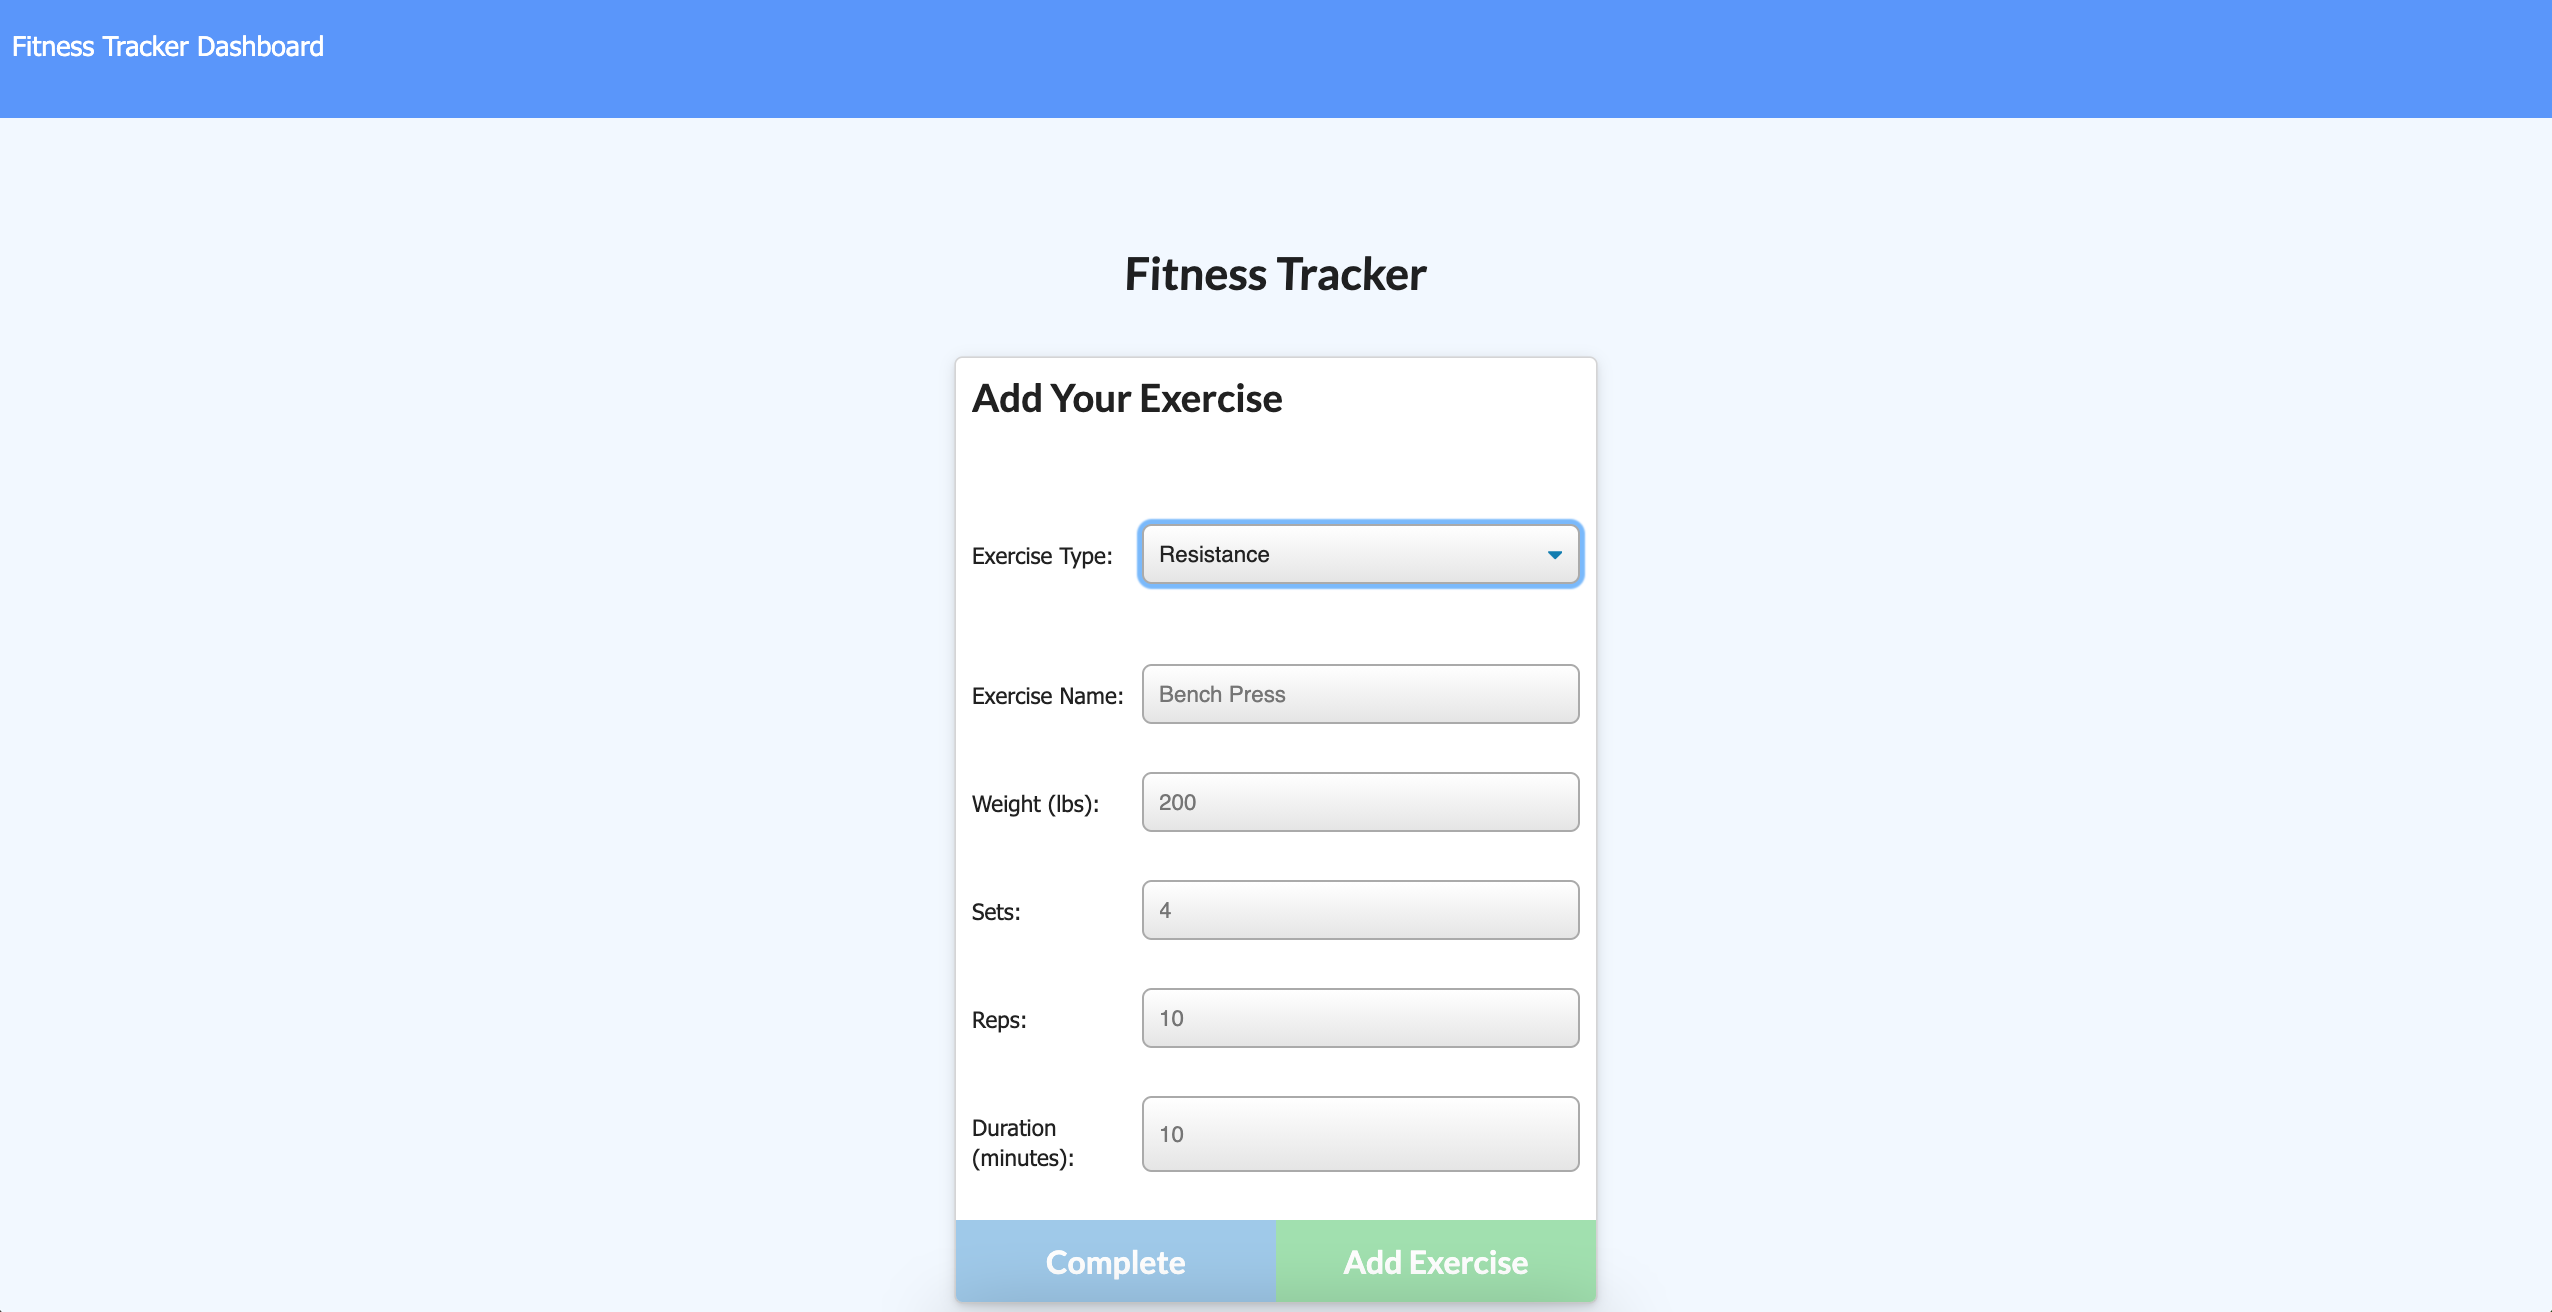 Fitness Tracker Dashboard
Fitness Tracker
Add Your Exercise
Exercise Type: Resistance
Exercise Name: Bench Press
Weight (lbs): 200
Sets: 4
Reps: 10
Duration
(minutes): 10
Complete Add Exercise